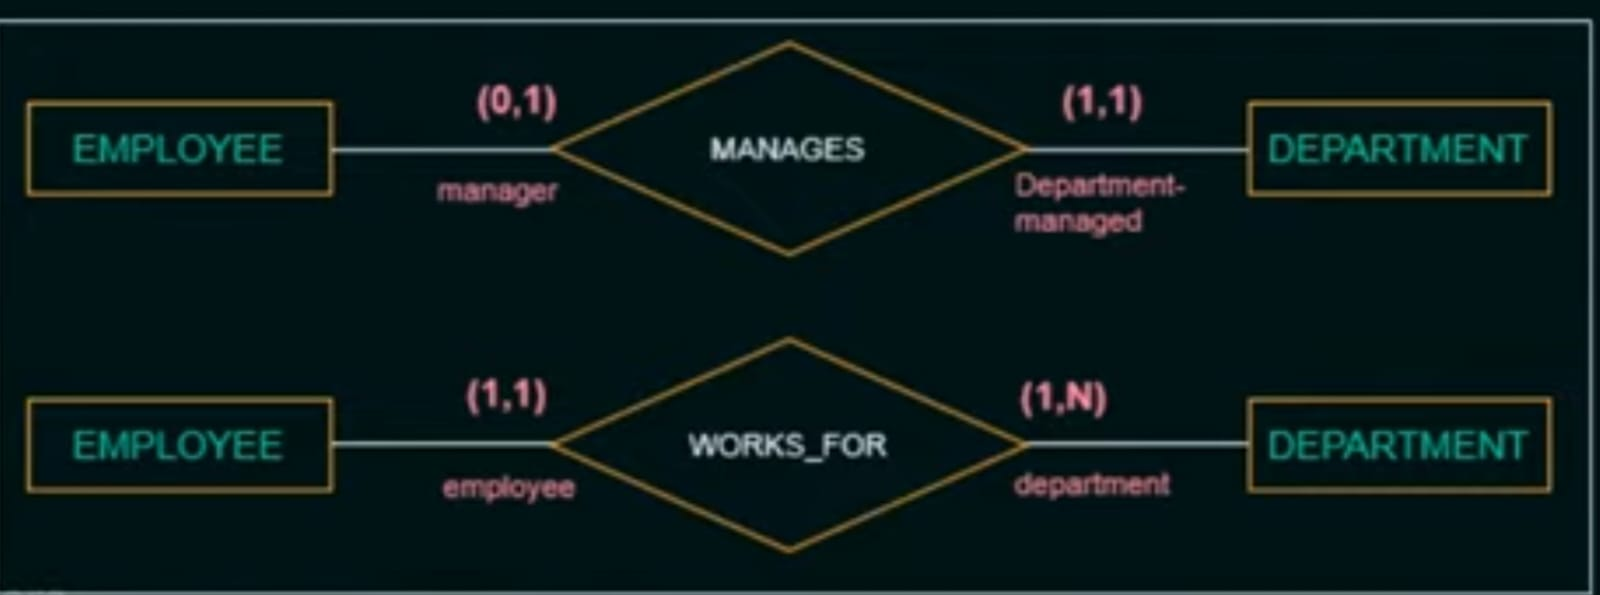 (0,1)
(1,1)
EMPLOYEE
MANAGES
DEPARTMENT
manager
Department-
managed
(1,1)
(1,N)
EMPLOYEE
WORKS_FOR
DEPARTMENT
employee
department